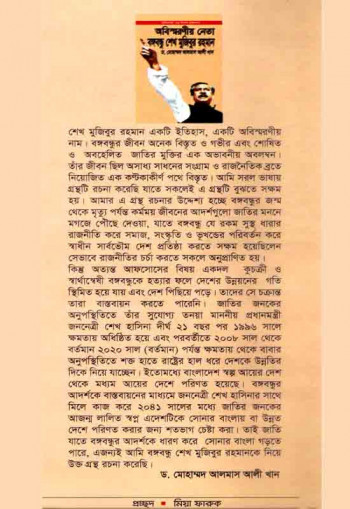 অবিস্মরণীয় নেতা
বঙ্গবন্ধু শেখ মুজিবুর রহমান
ড. মোহাম্মদ আলমাস আলী খান
শেখ মুজিবুর রহমান একটি ইতিহাস, একটি অবিস্মরণীয়
নাম। বঙ্গবন্ধুর জীবন অনেক বিস্তৃত ও গভীর এবং শোষিত
ও অবহেলিত জাতির মুক্তির এক অভাবনীয় অবলম্বন।
তাঁর জীবন ছিল অসাধ্য সাধনের সংগ্রাম ও রাজনৈতিক ব্রতে
নিয়োজিত এক কন্টকাকীর্ণ পথে বিস্তৃত। আমি সরল ভাষায়
গ্রন্থটি রচনা করেছি যাতে সকলেই এ গ্রন্থটি বুঝতে সক্ষম
হয়। আমার এ গ্রন্থ রচনার উদ্দেশ্য হচ্ছে বঙ্গবন্ধুর জন্ম
থেকে মৃত্যু পর্যন্ত কর্মময় জীবনের আদর্শগুলো জাতির মননে
মগজে পৌঁছে দেওয়া, যাতে বঙ্গবন্ধু যে রকম সুস্থ ধারার
রাজনীতি করে সমাজ, সংস্কৃতি ও ভূখন্ডের পরিবর্তন করে
স্বাধীন সার্বভৌম দেশ প্রতিষ্ঠা করতে সক্ষম হয়েছিলেন
সেভাবে রাজনীতির চর্চা করতে সকলে অনুপ্রাণিত হয়।
কিন্তু অত্যন্ত আফসোসের বিষয় একদল কুচক্রী ও
স্বার্থান্বেষী বঙ্গবন্ধুকে হত্যার ফলে দেশের উন্নয়নের গতি
স্থিমিত হয়ে যায় এবং দেশ পিছিয়ে পড়ে। তাদের সে চক্রান্ত
তারা বাস্তবায়ন করতে পারেনি। জাতির জনকের
অনুপস্থিতিতে তাঁর সুযোগ্য তনয়া মাননীয় প্রধানমন্ত্রী
জননেত্রী শেখ হাসিনা দীর্ঘ ২১ বছর পর ১৯৯৬ সালে
ক্ষমতায় অধিষ্ঠিত হয়ে এবং পরবর্তীতে ২০০৮ সাল থেকে
বর্তমান ২০২০ সাল (বর্তমান) পর্যন্ত ক্ষমতায় থেকে বাবার
অনুপস্থিতিতে শক্ত হাতে রাষ্ট্রের হাল ধরে দেশকে উন্নতির
দিকে নিয়ে যাচ্ছেন। ইতোমধ্যে বাংলাদেশ স্বল্প আয়ের দেশ
থেকে মধ্যম আয়ের দেশে পরিণত হয়েছে। বঙ্গবন্ধুর
আদর্শকে বাস্তবায়নের মাধ্যমে জননেত্রী শেখ হাসিনার সাথে
মিলে কাজ করে ২০৪১ সালের মধ্যে জাতির জনকের
আজন্ম লালিত স্বপ্ন এদেশটিকে সোনার বাংলায় বা উন্নত
দেশে পরিণত করার জন্য শতভাগ চেষ্টা করা। তাই জাতি
যাতে বঙ্গবন্ধুর আদর্শকে ধারণ করে সোনার বাংলা গড়তে
পারে, এজন্যই আমি বঙ্গবন্ধু শেখ মুজিবুর রহমানকে নিয়ে
উক্ত গ্রন্থ রচনা করেছি।
ড. মোহাম্মদ আলমাস আলী খান
প্রচ্ছদ • মিয়া ফারুক